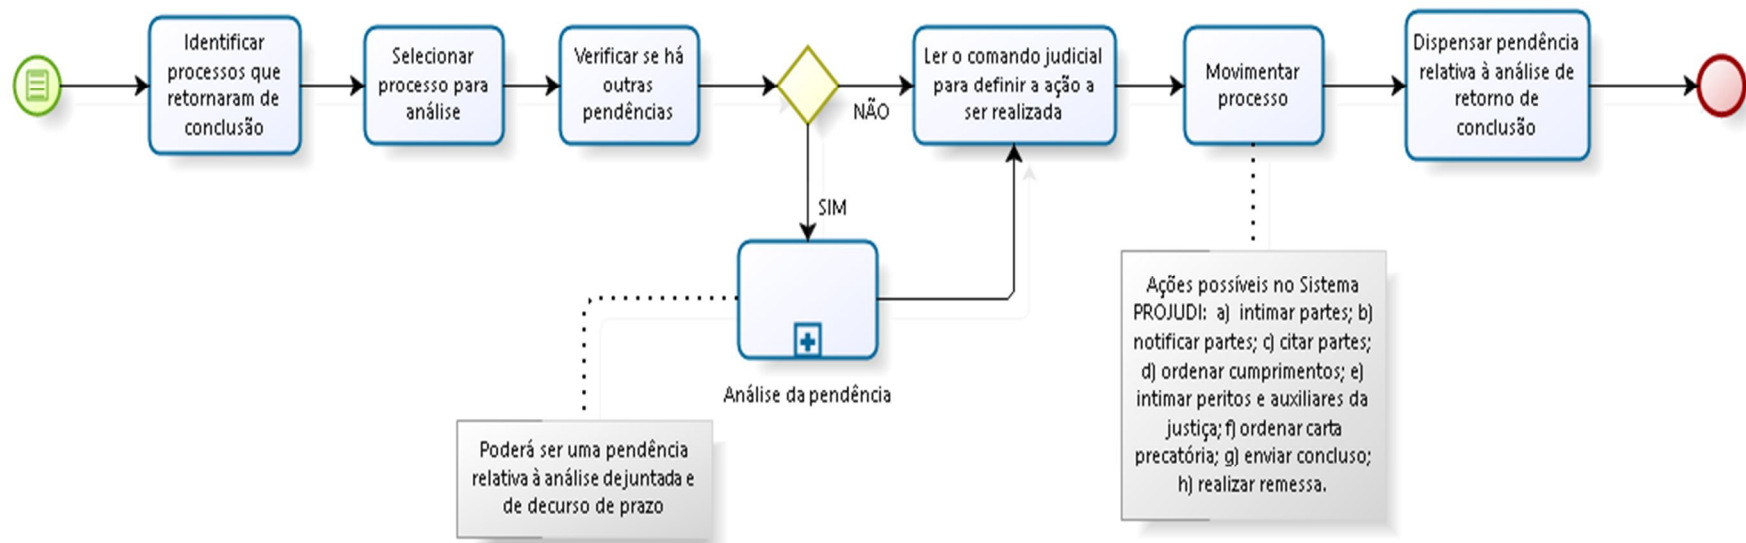 Identificar
processos que
retornaram de
conclusão
Selecionar
processo para
análise
Verificar se há
outras
pendências
NÃO
SIM
Ler o comando judicial
para definir a ação a
ser realizada
Movimentar
processo
Dispensar pendência
relativa à análise de
retorno de
conclusão
Análise da pendência
Poderá ser uma pendência
relativa à análise de juntada e
de decurso de prazo
Ações possíveis no Sistema
PROJUDI: a) intimar partes; b)
notificar partes; c) citar partes;
d) ordenar cumprimentos; e)
intimar peritos e auxiliares da
justiça; f) ordenar carta
precatória; g) enviar concluso;
h) realizar remessa.